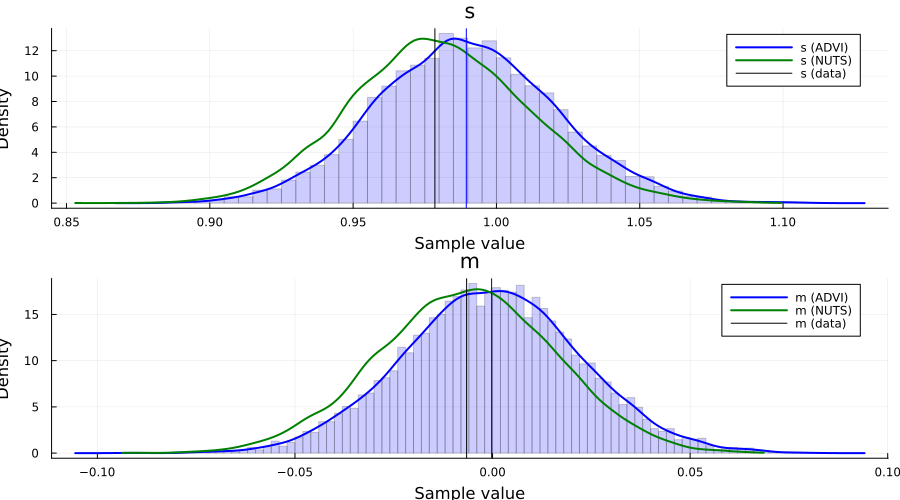 s
Density
12
10
8
6
4
2
0
s (ADVI)
s (NUTS)
s (data)
0.85 0.90 0.95 1.00 1.05 1.10
Sample value
m
Density
15
10
5
0
m (ADVI)
m (NUTS)
m (data)
−0.10 −0.05 0.00 0.05 0.10
Sample value